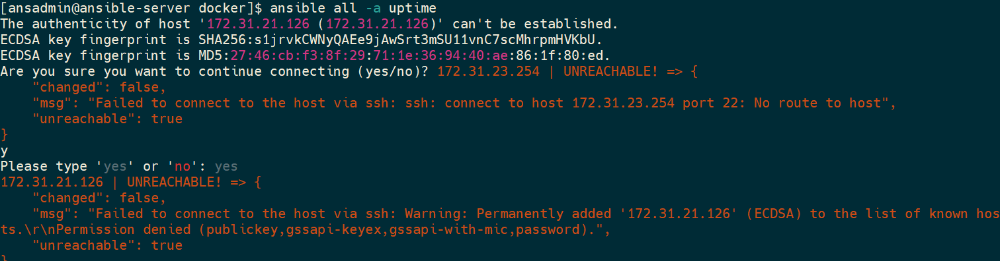 [ansadmin@ansible-server docker]$ ansible all -a uptime
The authenticity of host '172.31.21.126 (172.31.21.126)' can't be established.
ECDSA key fingerprint is SHA256:s1jrvkCWNyQAEe9jAwSrt3mSU11vnC7scMhrpmHVKbU.
ECDSA key fingerprint is MD5:27:46:cb:f3:8f:29:71:1e:36:94:40:ae:86:1f:80:ed.
Are you sure you want to continue connecting (yes/no)? 172.31.23.254 | UNREACHABLE! => {
    "changed": false,
    "msg": "Failed to connect to the host via ssh: ssh: connect to host 172.31.23.254 port 22: No route to host",
    "unreachable": true
}
y
Please type 'yes' or 'no': yes
172.31.21.126 | UNREACHABLE! => {
    "changed": false,
    "msg": "Failed to connect to the host via ssh: Warning: Permanently added '172.31.21.126' (ECDSA) to the list of known hos
ts.\r\nPermission denied (publickey,gssapi-keyex,gssapi-with-mic,password).",
    "unreachable": true
}